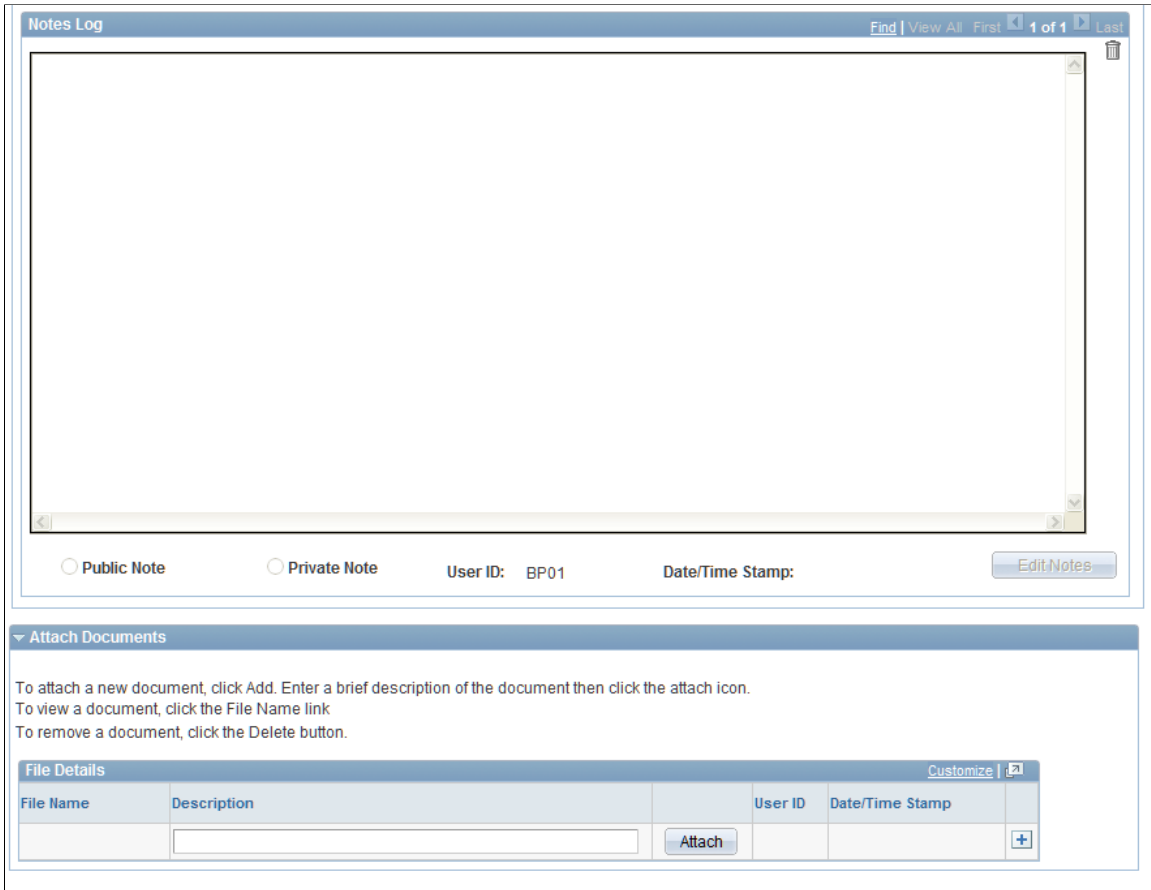 Notes Log Find | View All First 1 of 1 Last
Public Note Private Note User ID: BP01 Date/Time Stamp: Edit Notes
Attach Documents
To attach a new document, click Add. Enter a brief description of the document then click the attach icon.
To view a document, click the File Name link
To remove a document, click the Delete button.
File Details Customize |
File Name Description User ID Date/Time Stamp
Attach